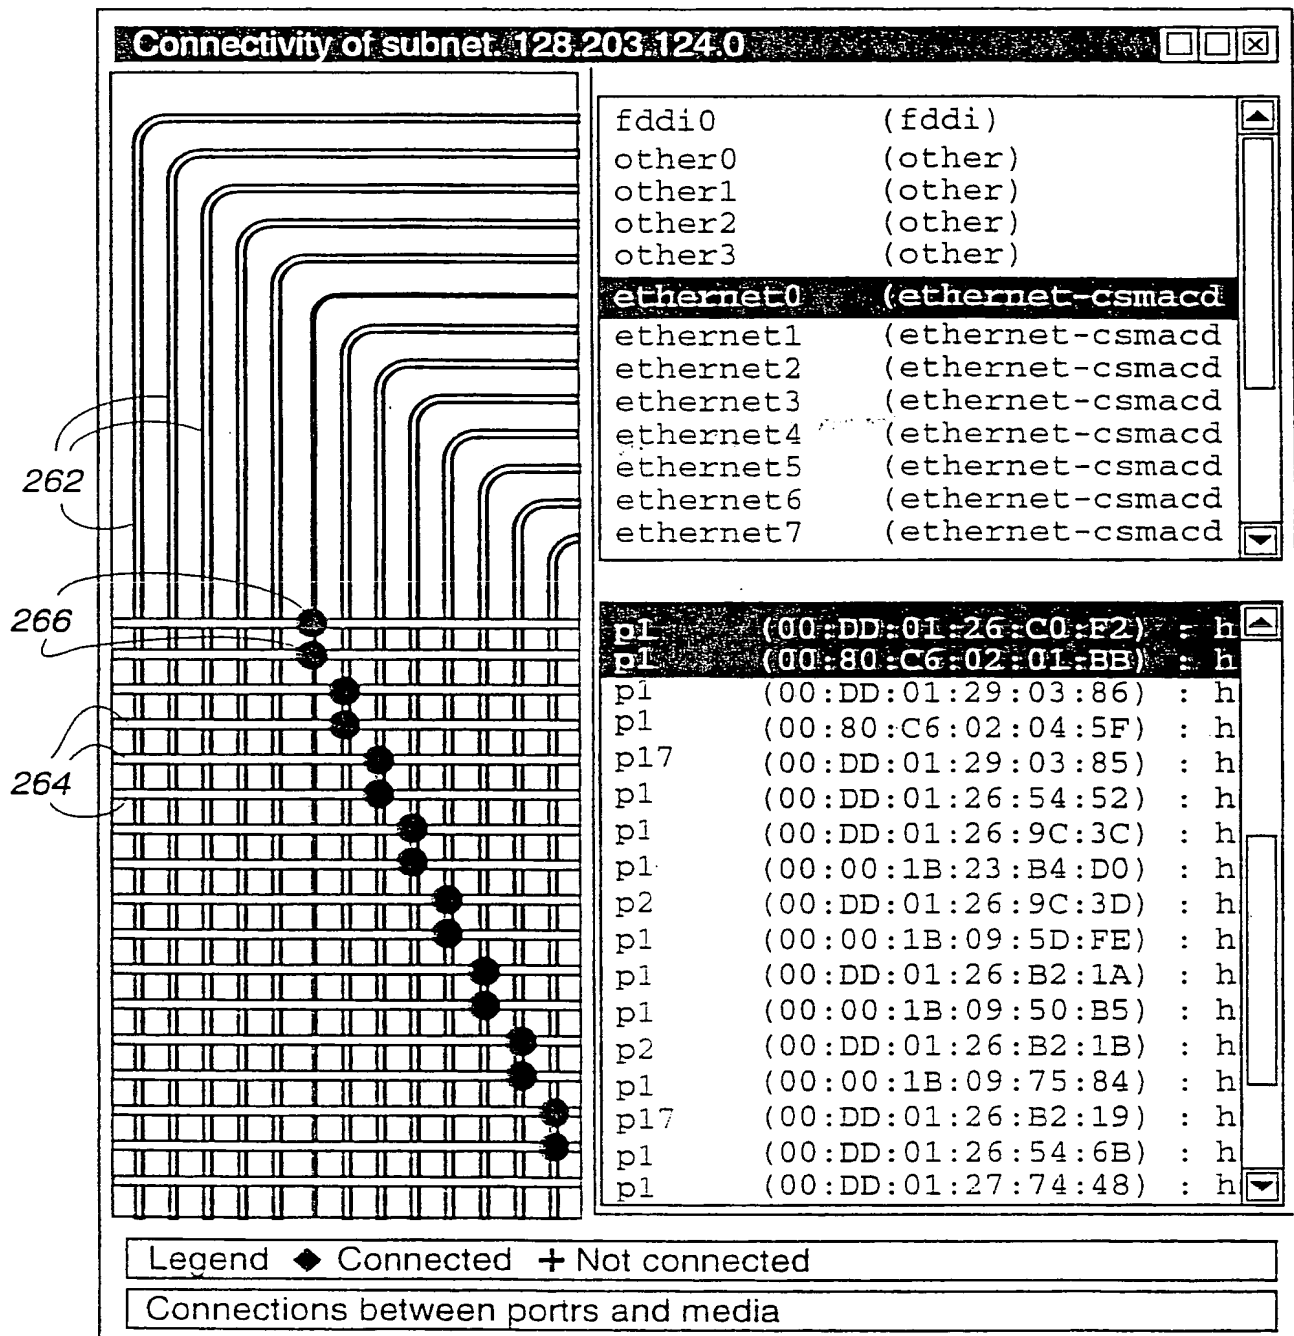 Connectivity of subnet. 128.203.124.0
fddi0 (fddi)
other0 (other)
other1 (other)
other2 (other)
other3 (other)
ethernet0 (ethernet-csmacd
ethernet1 (ethernet-csmacd
ethernet2 (ethernet-csmacd
ethernet3 (ethernet-csmacd
ethernet4 (ethernet-csmacd
ethernet5 (ethernet-csmacd
ethernet6 (ethernet-csmacd
ethernet7 (ethernet-csmacd
262
266
264
p1 (00:DD:01:26:C0:F2) : h
p1 (00:80:C6:02:01:BB) : h
p1 (00:DD:01:29:03:86) : h
p1 (00:80:C6:02:04:5F) : h
p17 (00:DD:01:29:03:85) : h
p1 (00:DD:01:26:54:52) : h
p1 (00:DD:01:26:9C:3C) : h
p1 (00:00:1B:23:B4:D0) : h
p2 (00:DD:01:26:9C:3D) : h
p1 (00:00:1B:09:5D:FE) : h
p1 (00:DD:01:26:B2:1A) : h
p1 (00:00:1B:09:50:B5) : h
p2 (00:DD:01:26:B2:1B) : h
p1 (00:00:1B:09:75:84) : h
p17 (00:DD:01:26:B2:19) : h
p1 (00:DD:01:26:54:6B) : h
p1 (00:DD:01:27:74:48) : h
Legend Connected Not connected
Connections between portrs and media